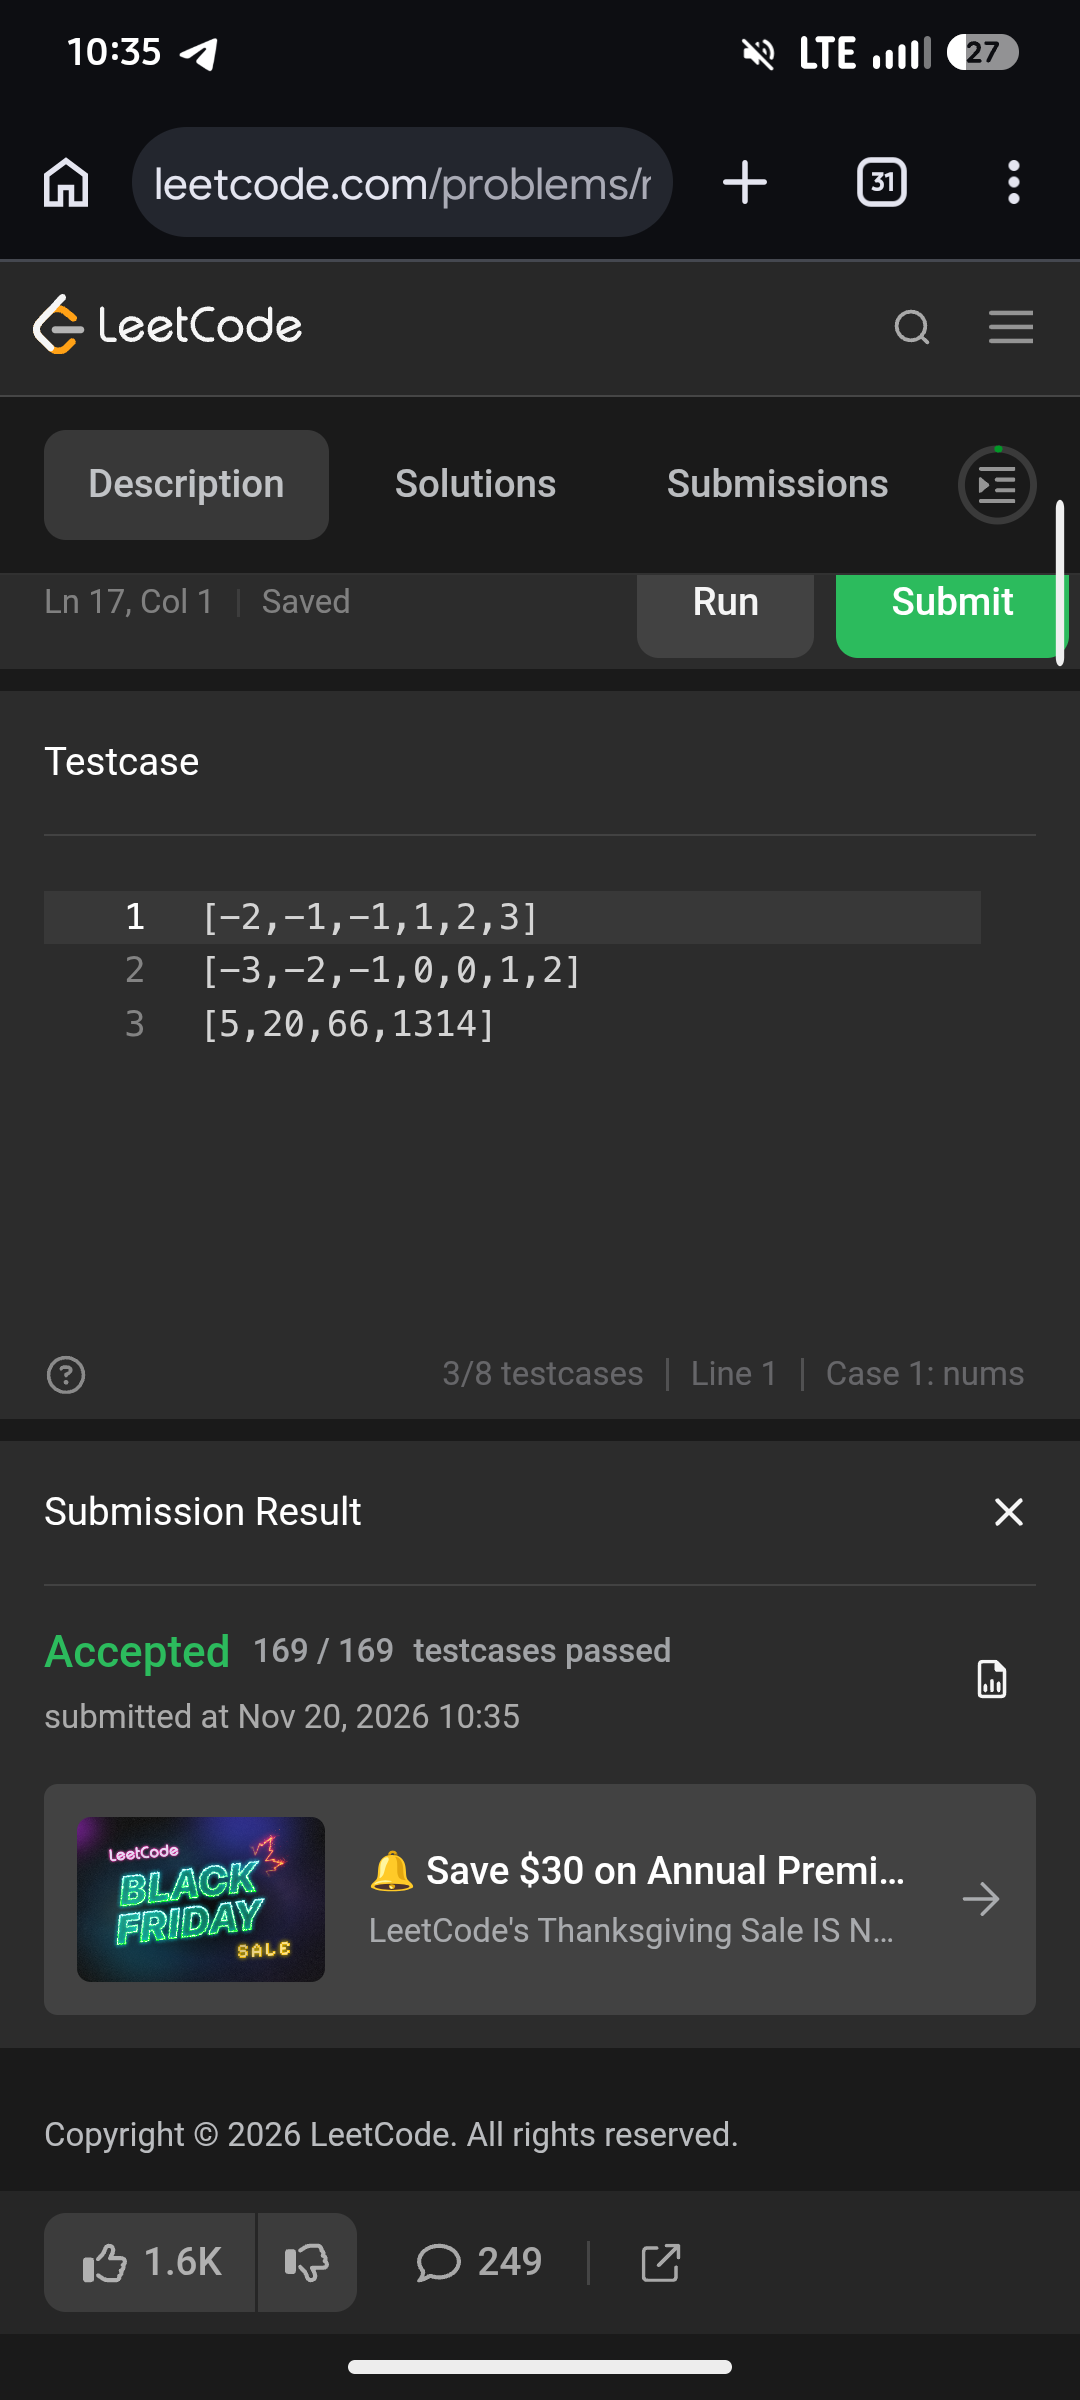 10:35 LTE 27
leetcode.com/problems/r 31
LeetCode
Description Solutions Submissions
Ln 17, Col 1 Saved Run Submit
Testcase
1 [-2,-1,-1,1,2,3]
2 [-3,-2,-1,0,0,1,2]
3 [5,20,66,1314]
3/8 testcases | Line 1 | Case 1: nums
Submission Result
Accepted 169 / 169 testcases passed
submitted at Nov 20, 2026 10:35
LeetCode
BLACK
FRIDAY
SALE
🔔 Save $30 on Annual Premi...
LeetCode's Thanksgiving Sale IS N...
Copyright © 2026 LeetCode. All rights reserved.
1.6K 249